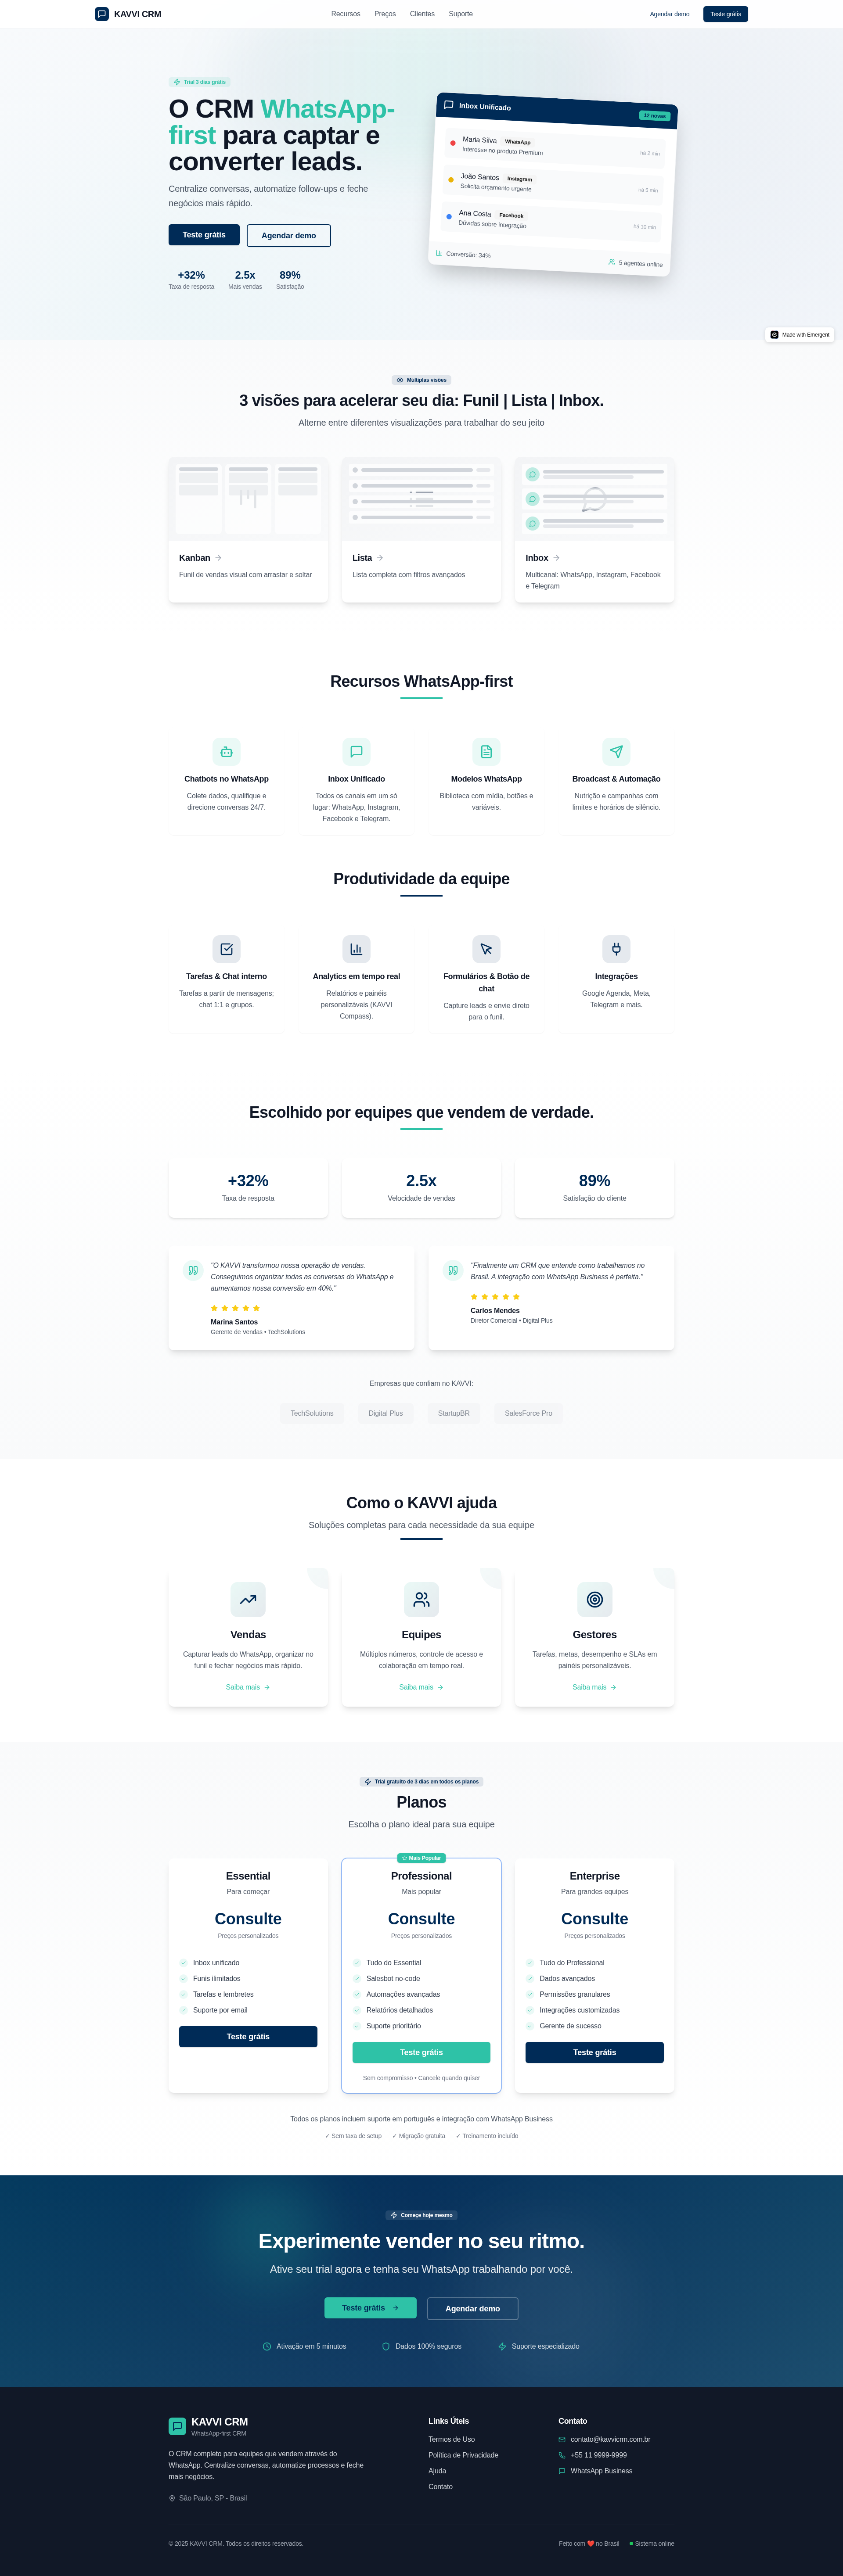 KAVVI CRM
Recursos Preços Clientes Suporte
Agendar demo Teste grátis
Trial 3 dias grátis
O CRM WhatsApp-
first para captar e
converter leads.
Centralize conversas, automatize follow-ups e feche
negócios mais rápido.
Teste grátis Agendar demo
+32% 2.5x 89%
Taxa de resposta Mais vendas Satisfação
Inbox Unificado 12 novas
Maria Silva WhatsApp
Interesse no produto Premium
há 2 min
João Santos Instagram
Solicita orçamento urgente
há 5 min
Ana Costa Facebook
Dúvidas sobre integração
há 10 min
Conversão: 34% 5 agentes online
Made with Emergent
Múltiplas visões
3 visões para acelerar seu dia: Funil | Lista | Inbox.
Alterne entre diferentes visualizações para trabalhar do seu jeito
Kanban
Funil de vendas visual com arrastar e soltar
Lista
Lista completa com filtros avançados
Inbox
Multicanal: WhatsApp, Instagram, Facebook
e Telegram
Recursos WhatsApp-first
Chatbots no WhatsApp
Colete dados, qualifique e
direcione conversas 24/7.
Inbox Unificado
Todos os canais em um só
lugar: WhatsApp, Instagram,
Facebook e Telegram.
Modelos WhatsApp
Biblioteca com mídia, botões e
variáveis.
Broadcast & Automação
Nutrição e campanhas com
limites e horários de silêncio.
Produtividade da equipe
Tarefas & Chat interno
Tarefas a partir de mensagens;
chat 1:1 e grupos.
Analytics em tempo real
Relatórios e painéis
personalizáveis (KAVVI
Compass).
Formulários & Botão de
chat
Capture leads e envie direto
para o funil.
Integrações
Google Agenda, Meta,
Telegram e mais.
Escolhido por equipes que vendem de verdade.
+32%
Taxa de resposta
2.5x
Velocidade de vendas
89%
Satisfação do cliente
"O KAVVI transformou nossa operação de vendas.
Conseguimos organizar todas as conversas do WhatsApp e
aumentamos nossa conversão em 40%."
Marina Santos
Gerente de Vendas • TechSolutions
"Finalmente um CRM que entende como trabalhamos no
Brasil. A integração com WhatsApp Business é perfeita."
Carlos Mendes
Diretor Comercial • Digital Plus
Empresas que confiam no KAVVI:
TechSolutions Digital Plus StartupBR SalesForce Pro
Como o KAVVI ajuda
Soluções completas para cada necessidade da sua equipe
Vendas
Capturar leads do WhatsApp, organizar no
funil e fechar negócios mais rápido.
Saiba mais
Equipes
Múltiplos números, controle de acesso e
colaboração em tempo real.
Saiba mais
Gestores
Tarefas, metas, desempenho e SLAs em
painéis personalizáveis.
Saiba mais
Trial gratuito de 3 dias em todos os planos
Planos
Escolha o plano ideal para sua equipe
Essential
Para começar
Consulte
Preços personalizados
Inbox unificado
Funis ilimitados
Tarefas e lembretes
Suporte por email
Teste grátis
Mais Popular
Professional
Mais popular
Consulte
Preços personalizados
Tudo do Essential
Salesbot no-code
Automações avançadas
Relatórios detalhados
Suporte prioritário
Teste grátis
Sem compromisso • Cancele quando quiser
Enterprise
Para grandes equipes
Consulte
Preços personalizados
Tudo do Professional
Dados avançados
Permissões granulares
Integrações customizadas
Gerente de sucesso
Teste grátis
Todos os planos incluem suporte em português e integração com WhatsApp Business
✓ Sem taxa de setup ✓ Migração gratuita ✓ Treinamento incluído
Começe hoje mesmo
Experimente vender no seu ritmo.
Ative seu trial agora e tenha seu WhatsApp trabalhando por você.
Teste grátis Agendar demo
Ativação em 5 minutos Dados 100% seguros Suporte especializado
KAVVI CRM
WhatsApp-first CRM
O CRM completo para equipes que vendem através do
WhatsApp. Centralize conversas, automatize processos e feche
mais negócios.
São Paulo, SP - Brasil
Links Úteis
Termos de Uso
Política de Privacidade
Ajuda
Contato
Contato
contato@kavvicrm.com.br
+55 11 9999-9999
WhatsApp Business
© 2025 KAVVI CRM. Todos os direitos reservados.
Feito com ❤️ no Brasil Sistema online